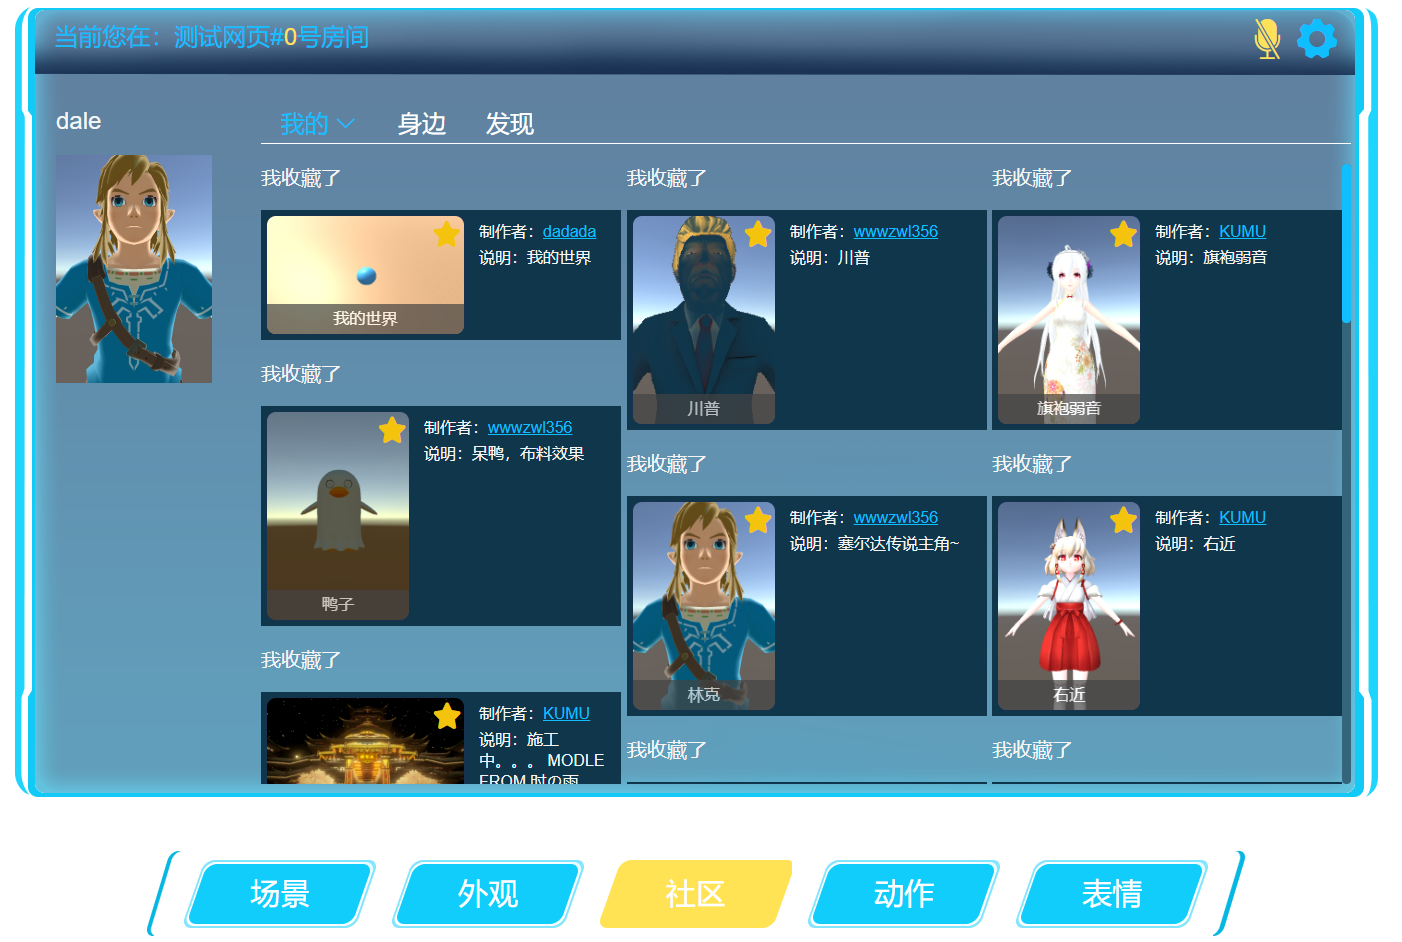 当前您在：测试网页#0号房间
dale
我的 身边 发现
我收藏了
制作者：dadada
说明：我的世界
我的世界
我收藏了
制作者：wwwzwl356
说明：呆鸭，布料效果
鸭子
我收藏了
制作者：KUMU
说明：施工
中。。。 MODLE
FROM 时の雨
我收藏了
制作者：wwwzwl356
说明：川普
川普
我收藏了
制作者：wwwzwl356
说明：塞尔达传说主角~
林克
我收藏了
我收藏了
制作者：KUMU
说明：旗袍弱音
旗袍弱音
我收藏了
制作者：KUMU
说明：右近
右近
我收藏了
场景 外观 社区 动作 表情